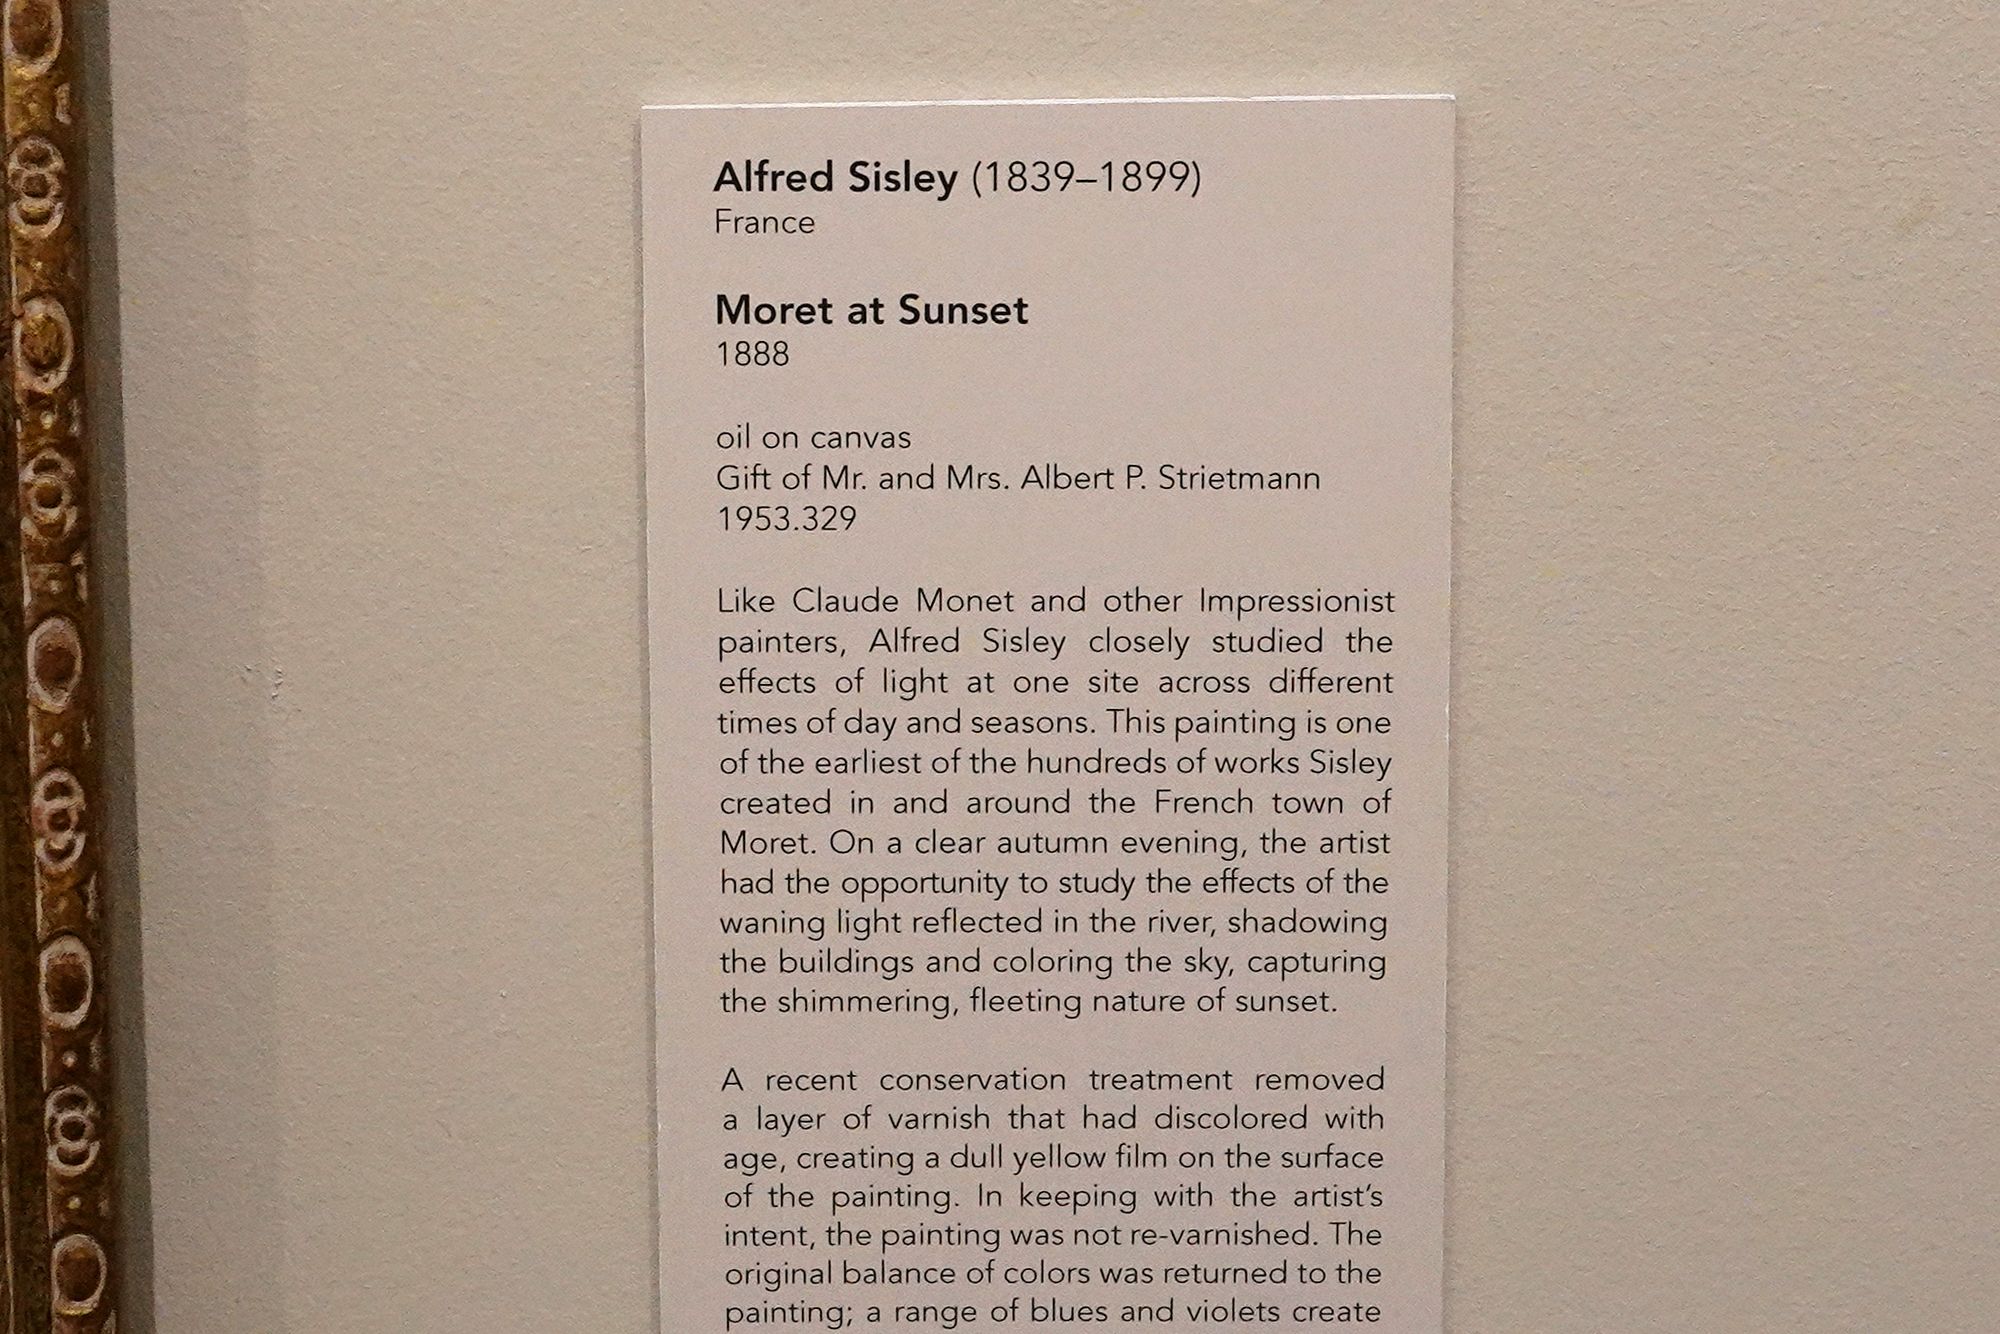 Alfred Sisley (1839–1899)
France
Moret at Sunset
1888
oil on canvas
Gift of Mr. and Mrs. Albert P. Strietmann
1953.329
Like Claude Monet and other Impressionist
painters, Alfred Sisley closely studied the
effects of light at one site across different
times of day and seasons. This painting is one
of the earliest of the hundreds of works Sisley
created in and around the French town of
Moret. On a clear autumn evening, the artist
had the opportunity to study the effects of the
waning light reflected in the river, shadowing
the buildings and coloring the sky, capturing
the shimmering, fleeting nature of sunset.
A recent conservation treatment removed
a layer of varnish that had discolored with
age, creating a dull yellow film on the surface
of the painting. In keeping with the artist’s
intent, the painting was not re-varnished. The
original balance of colors was returned to the
painting; a range of blues and violets create